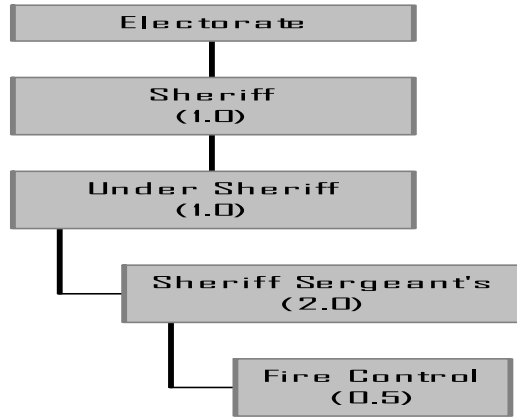 Electorate
Sheriff
(1.0)
Under Sheriff
(1.0)
Sheriff Sergeant's
(2.0)
Fire Control
(0.5)